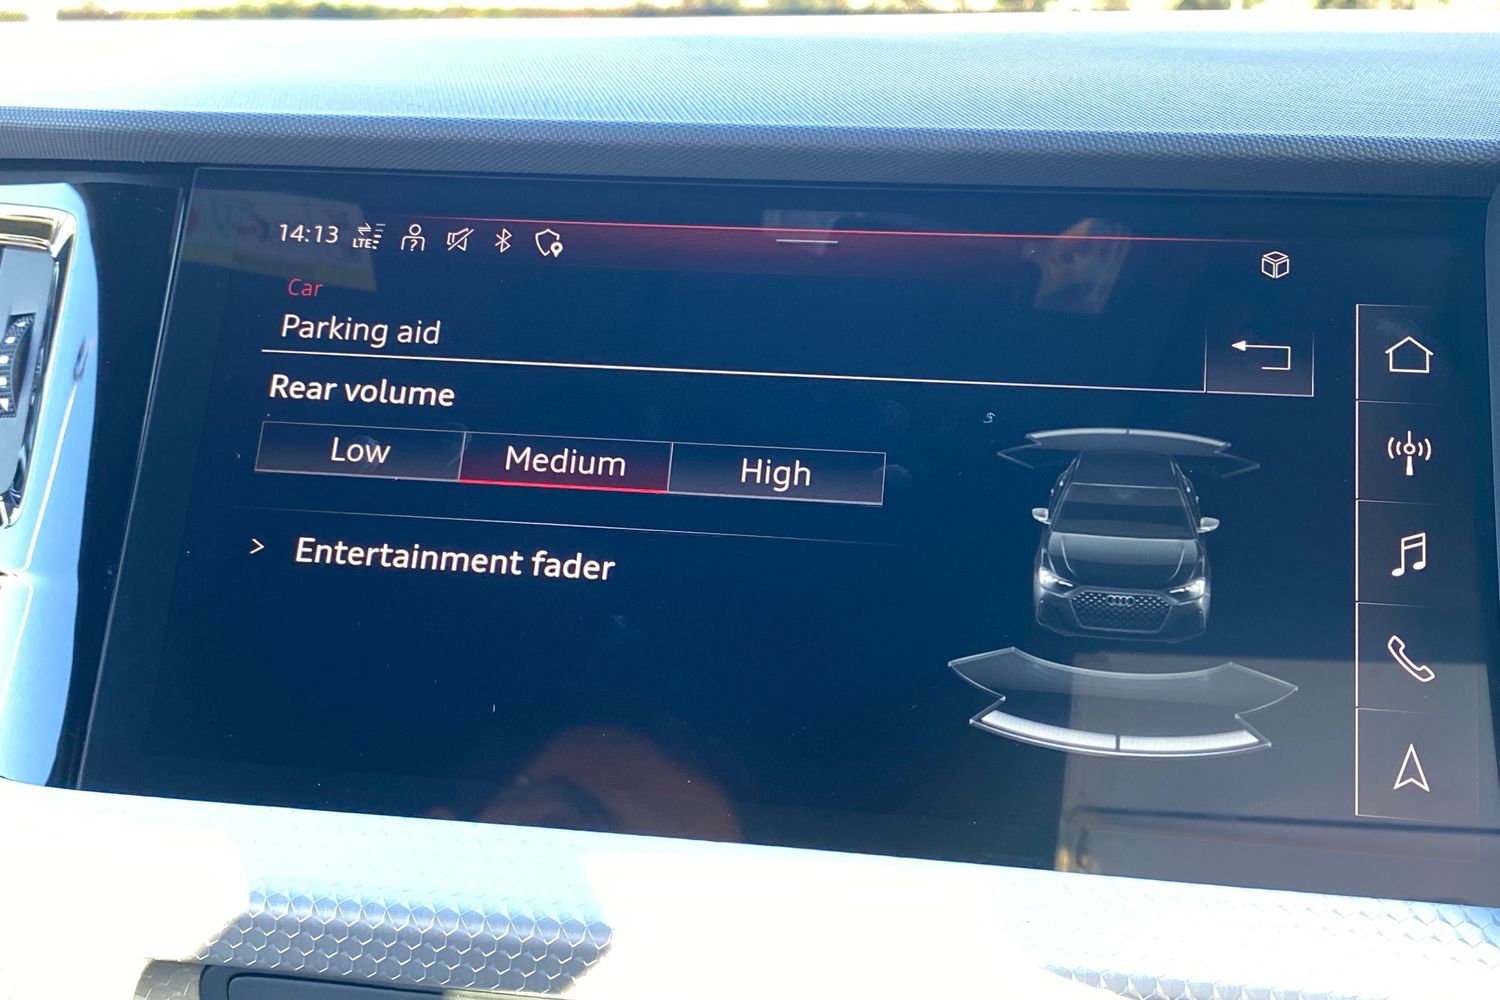 14:13 LTE
Car
Parking aid
Rear volume
Low Medium High
> Entertainment fader